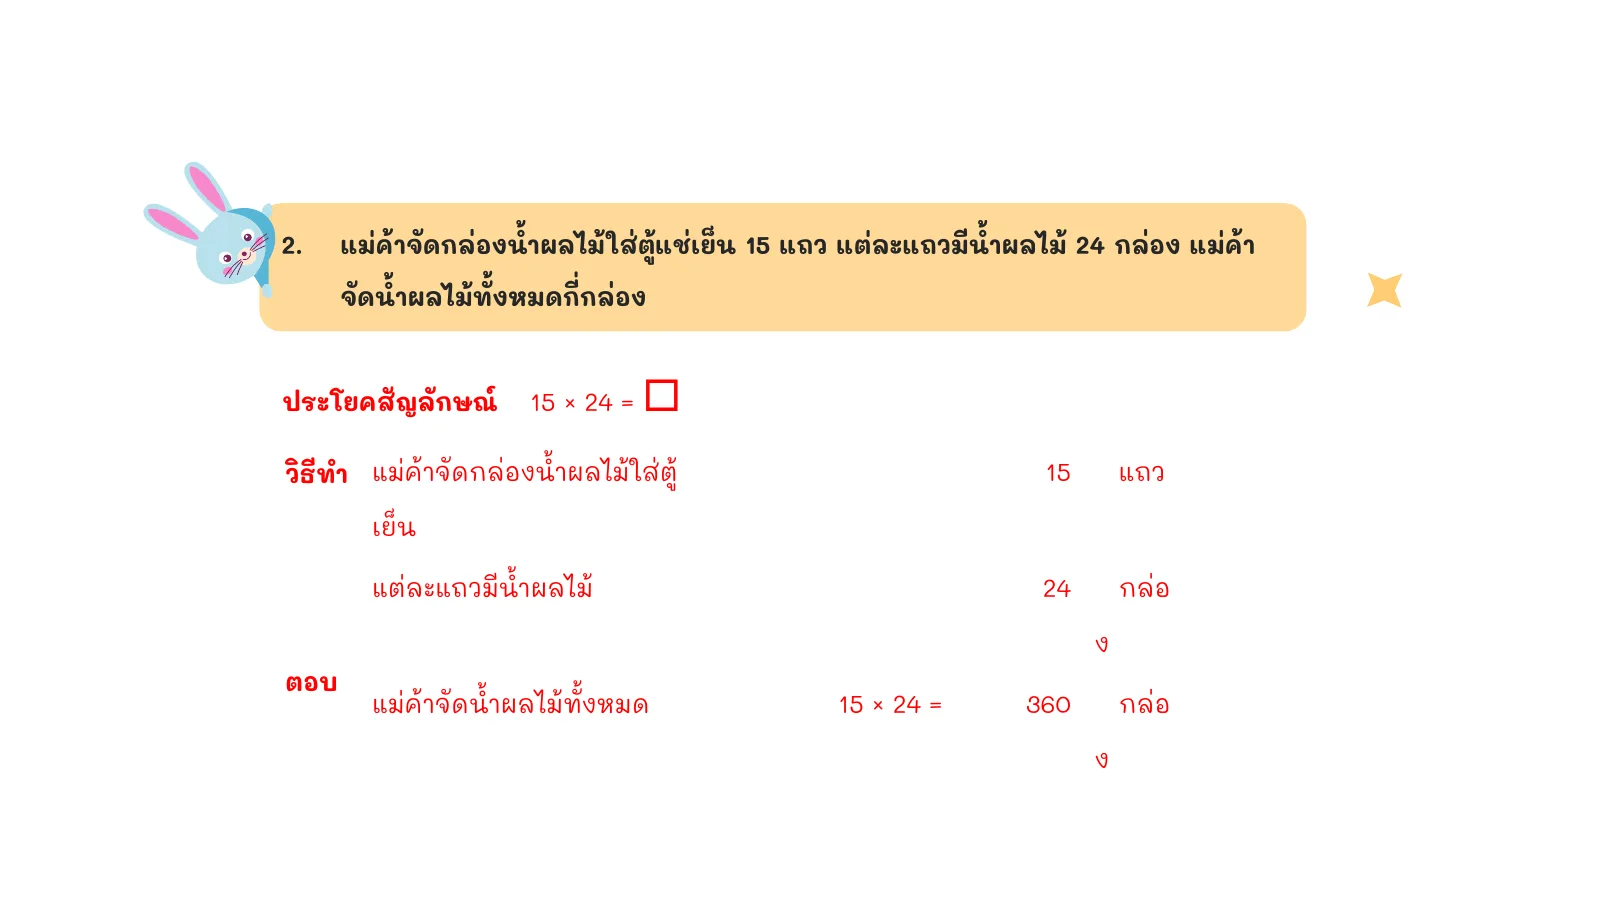 2. แม่ค้าจัดกล่องน้ำผลไม้ใส่ตู้แช่เย็น 15 แถว แต่ละแถวมีน้ำผลไม้ 24 กล่อง แม่ค้า
จัดน้ำผลไม้ทั้งหมดกี่กล่อง
ประโยคสัญลักษณ์ 15 × 24 = □
วิธีทำ แม่ค้าจัดกล่องน้ำผลไม้ใส่ตู้ 15 แถว
เย็น
แต่ละแถวมีน้ำผลไม้ 24 กล่อ
ง
ตอบ
แม่ค้าจัดน้ำผลไม้ทั้งหมด 15 × 24 = 360 กล่อ
ง